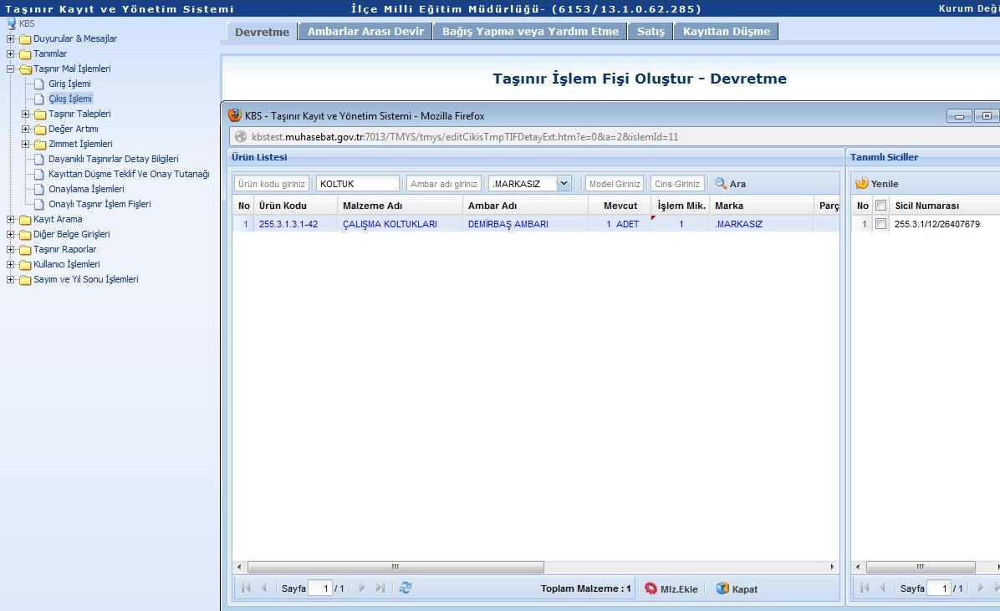 Taşınır Kayıt ve Yönetim Sistemi
İlçe Milli Eğitim Müdürlüğü- (6153/13.1.0.62.285)
Kurum Deği
KBS
Duyurular & Mesajlar
Tanımlar
Taşınır Mal İşlemleri
Giriş İşlemi
Çıkış İşlemi
Taşınır Talepleri
Değer Artımı
Zimmet İşlemleri
Dayanıklı Taşınırlar Detay Bilgileri
Kayıttan Düşme Teklif Ve Onay Tutanağı
Onaylama İşlemleri
Onaylı Taşınır İşlem Fişleri
Kayıt Arama
Diğer Belge Girişleri
Taşınır Raporlar
Kullanıcı İşlemleri
Sayım ve Yıl Sonu İşlemleri
Devretme Ambarlar Arası Devir Bağış Yapma veya Yardım Etme Satış Kayıttan Düşme
Taşınır İşlem Fişi Oluştur - Devretme
KBS - Taşınır Kayıt ve Yönetim Sistemi - Mozilla Firefox
kbstest.muhasebat.gov.tr:7013/TMYS/tmys/editCikisTmpTIFDetayExt.htm?e=0&a=2&islemId=11
Ürün Listesi
Ürün kodu giriniz KOLTUK Ambar adı giriniz .MARKASIZ Model Giriniz Cins Giriniz Ara
No Ürün Kodu Malzeme Adı Ambar Adı Mevcut İşlem Mik. Marka Parç
1 255.3.1.3.1-42 ÇALIŞMA KOLTUKLARI DEMİRBAŞ AMBARI 1 ADET 1 .MARKASIZ
Sayfa 1 / 1 Toplam Malzeme : 1 Mlz.Ekle Kapat
Tanımlı Siciller
Yenile
No Sicil Numarası
1 255.3.1/12/26407679
Sayfa 1 / 1